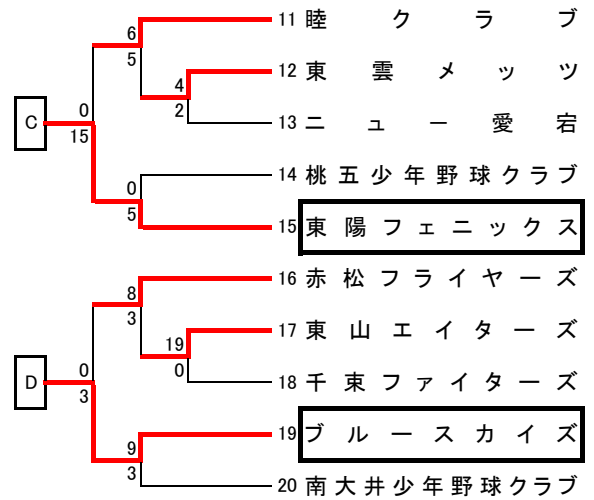 11 睦クラブ
6
5
12 東雲メッツ
4
2
13 ニュー愛宕
C
0
15
14 桃五少年野球クラブ
0
5
15 東陽フェニックス
16 赤松フライヤーズ
8
3
17 東山エイターズ
19
0
18 千束ファイターズ
D
0
3
19 ブルースカイズ
9
3
20 南大井少年野球クラブ